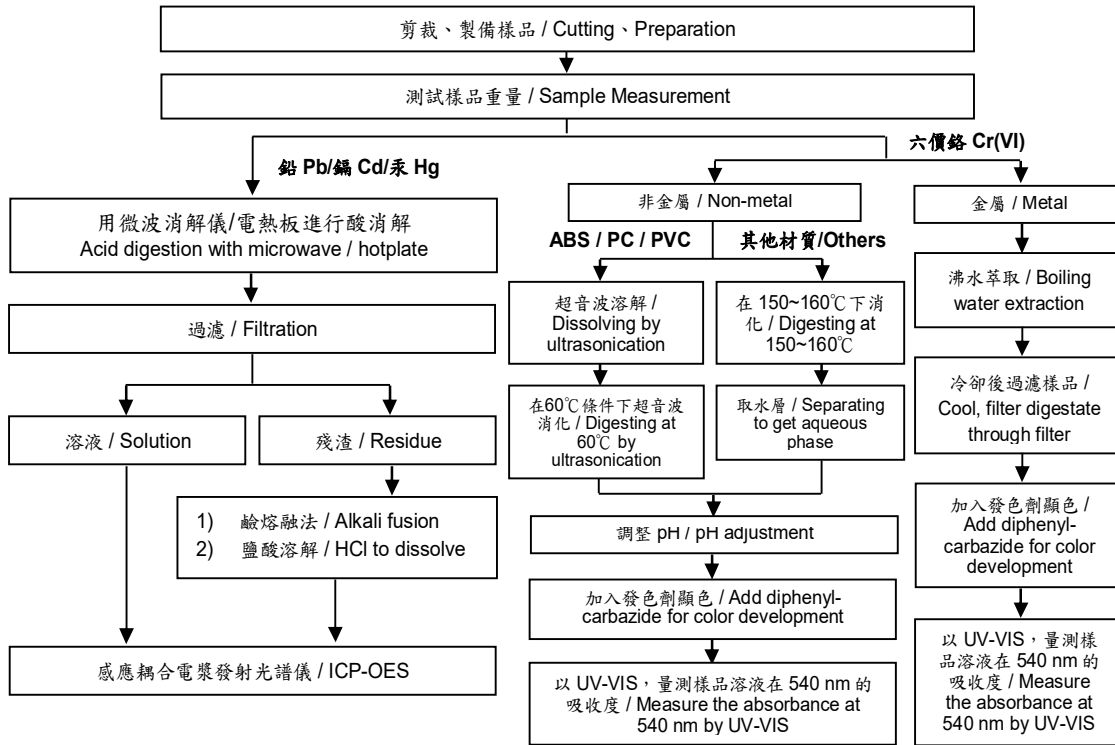 剪裁、製備樣品 / Cutting、Preparation
測試樣品重量 / Sample Measurement
鉛 Pb/鎘 Cd/汞 Hg
六價鉻 Cr(VI)
用微波消解儀/電熱板進行酸消解
Acid digestion with microwave / hotplate
過濾 / Filtration
溶液 / Solution
殘渣 / Residue
1) 鹼熔融法 / Alkali fusion
2) 鹽酸溶解 / HCl to dissolve
感應耦合電漿發射光譜儀 / ICP-OES
非金屬 / Non-metal
ABS / PC / PVC
其他材質/Others
超音波溶解 /
Dissolving by
ultrasonication
在 150~160℃下消
化 / Digesting at
150~160℃
在60℃條件下超音波
消化 / Digesting at
60℃ by
ultrasonication
取水層 / Separating
to get aqueous
phase
調整 pH / pH adjustment
加入發色劑顯色 / Add diphenyl-
carbazide for color development
以 UV-VIS，量測樣品溶液在 540 nm 的
吸收度 / Measure the absorbance at
540 nm by UV-VIS
金屬 / Metal
沸水萃取 / Boiling
water extraction
冷卻後過濾樣品 /
Cool, filter digestate
through filter
加入發色劑顯色 /
Add diphenyl-
carbazide for color
development
以 UV-VIS，量測樣
品溶液在 540 nm 的
吸收度 / Measure
the absorbance at
540 nm by UV-VIS